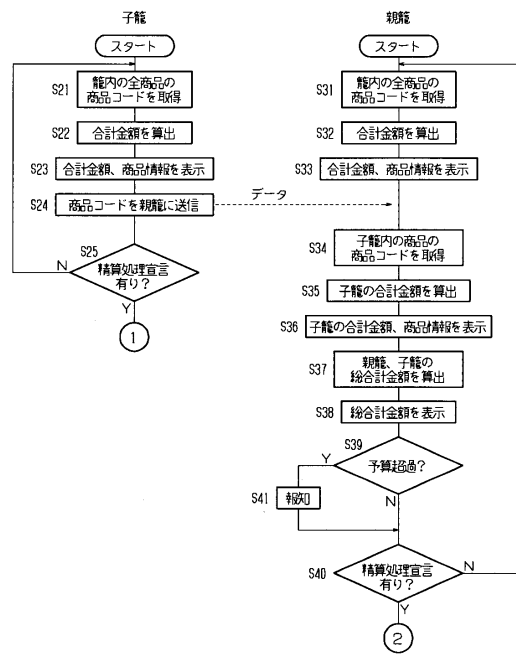 子籠
スタート
S21
籠内の全商品の
商品コードを取得
S22
合計金額を算出
S23
合計金額、商品情報を表示
S24
商品コードを親籠に送信
データ
S25
精算処理宣言
有り？
N
Y
1
親籠
スタート
S31
籠内の全商品の
商品コードを取得
S32
合計金額を算出
S33
合計金額、商品情報を表示
S34
子籠内の商品の
商品コードを取得
S35
子籠の合計金額を算出
S36
子籠の合計金額、商品情報を表示
S37
親籠、子籠の
総合計金額を算出
S38
総合計金額を表示
S39
予算超過？
Y
N
S41
報知
S40
精算処理宣言
有り？
N
Y
2